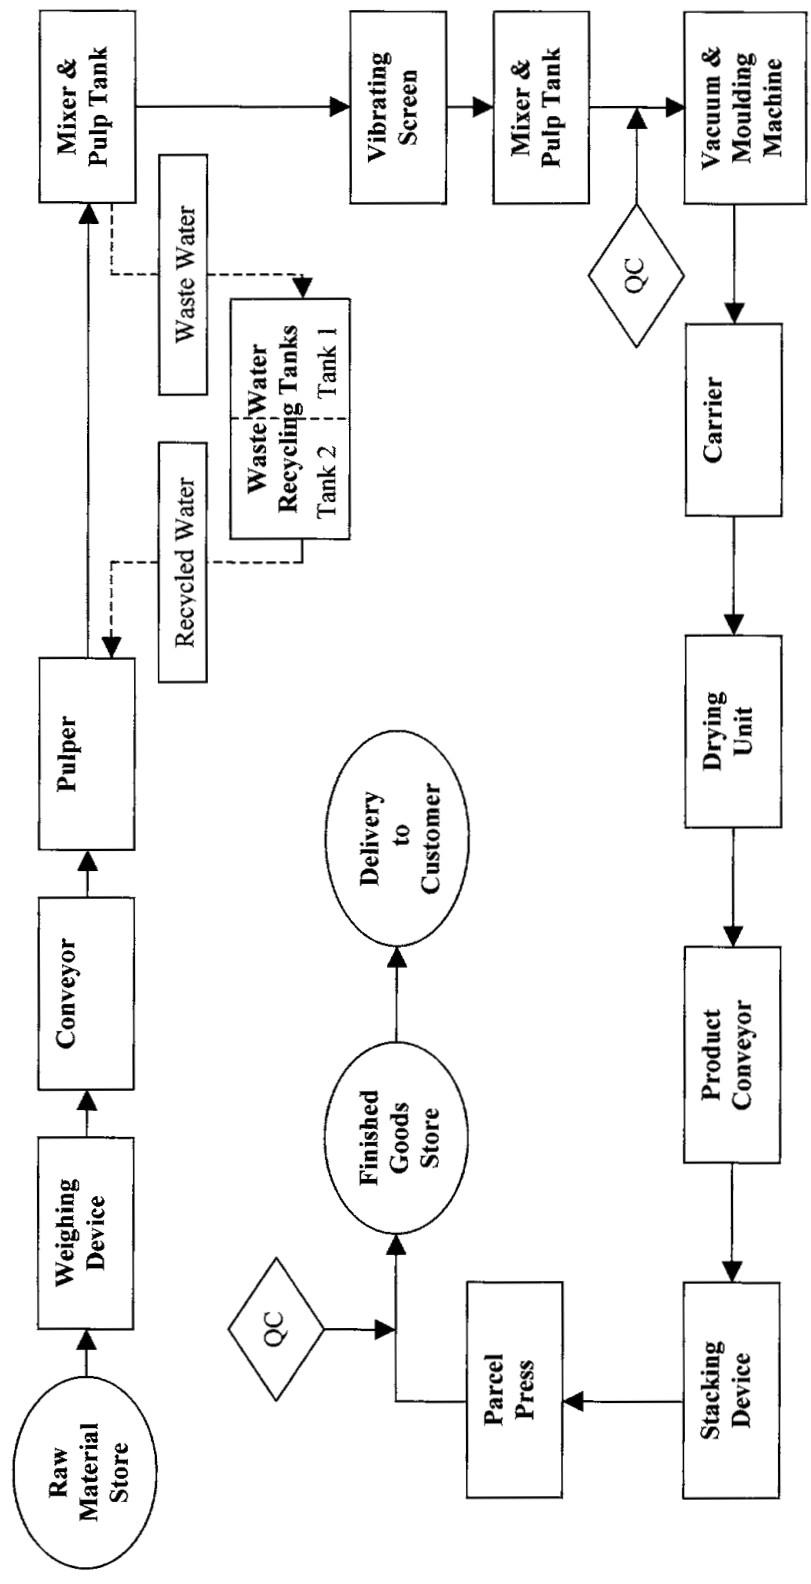 Raw
Material
Store
Weighing
Device
Conveyor
Pulper
Mixer &
Pulp Tank
Recycled Water
Waste Water
Waste Water
Recycling Tanks
Tank 2
Tank 1
Vibrating
Screen
Mixer &
Pulp Tank
QC
Vacuum &
Moulding
Machine
Carrier
Drying
Unit
Product
Conveyor
Stacking
Device
Parcel
Press
QC
Finished
Goods
Store
Delivery
to
Customer